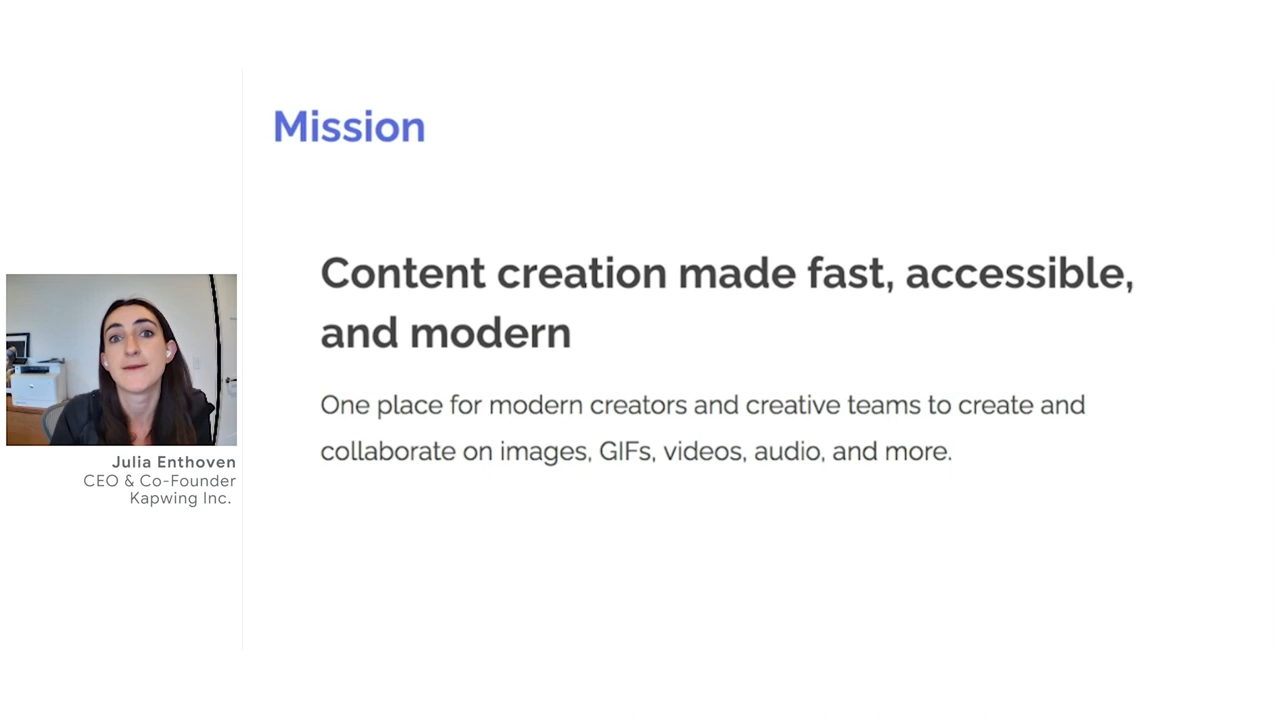 Mission
Content creation made fast, accessible,
and modern
One place for modern creators and creative teams to create and
collaborate on images, GIFs, videos, audio, and more.
Julia Enthoven
CEO & Co-Founder
Kapwing Inc.